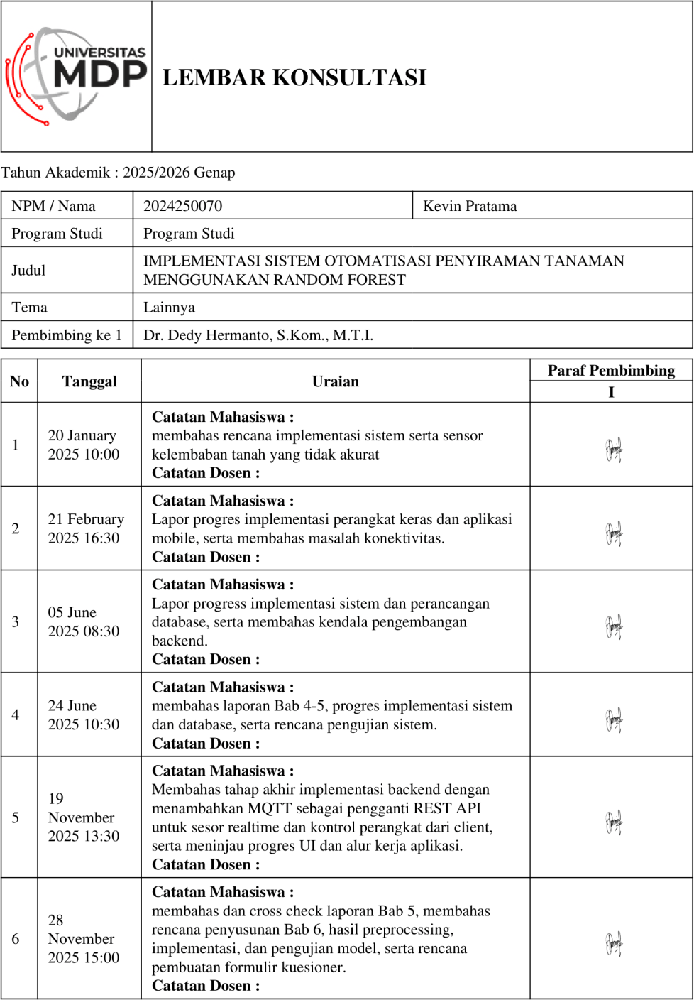 UNIVERSITAS
MDP
LEMBAR KONSULTASI
Tahun Akademik : 2025/2026 Genap
NPM / Nama 2024250070 Kevin Pratama
Program Studi Program Studi
Judul IMPLEMENTASI SISTEM OTOMATISASI PENYIRAMAN TANAMAN
MENGGUNAKAN RANDOM FOREST
Tema Lainnya
Pembimbing ke 1 Dr. Dedy Hermanto, S.Kom., M.T.I.
No Tanggal Uraian Paraf Pembimbing
I
1
20 January
2025 10:00
Catatan Mahasiswa :
membahas rencana implementasi sistem serta sensor
kelembaban tanah yang tidak akurat
Catatan Dosen :
2
21 February
2025 16:30
Catatan Mahasiswa :
Lapor progres implementasi perangkat keras dan aplikasi
mobile, serta membahas masalah konektivitas.
Catatan Dosen :
3
05 June
2025 08:30
Catatan Mahasiswa :
Lapor progress implementasi sistem dan perancangan
database, serta membahas kendala pengembangan
backend.
Catatan Dosen :
4
24 June
2025 10:30
Catatan Mahasiswa :
membahas laporan Bab 4-5, progres implementasi sistem
dan database, serta rencana pengujian sistem.
Catatan Dosen :
5
19
November
2025 13:30
Catatan Mahasiswa :
Membahas tahap akhir implementasi backend dengan
menambahkan MQTT sebagai pengganti REST API
untuk sesor realtime dan kontrol perangkat dari client,
serta meninjau progres UI dan alur kerja aplikasi.
Catatan Dosen :
6
28
November
2025 15:00
Catatan Mahasiswa :
membahas dan cross check laporan Bab 5, membahas
rencana penyusunan Bab 6, hasil preprocessing,
implementasi, dan pengujian model, serta rencana
pembuatan formulir kuesioner.
Catatan Dosen :